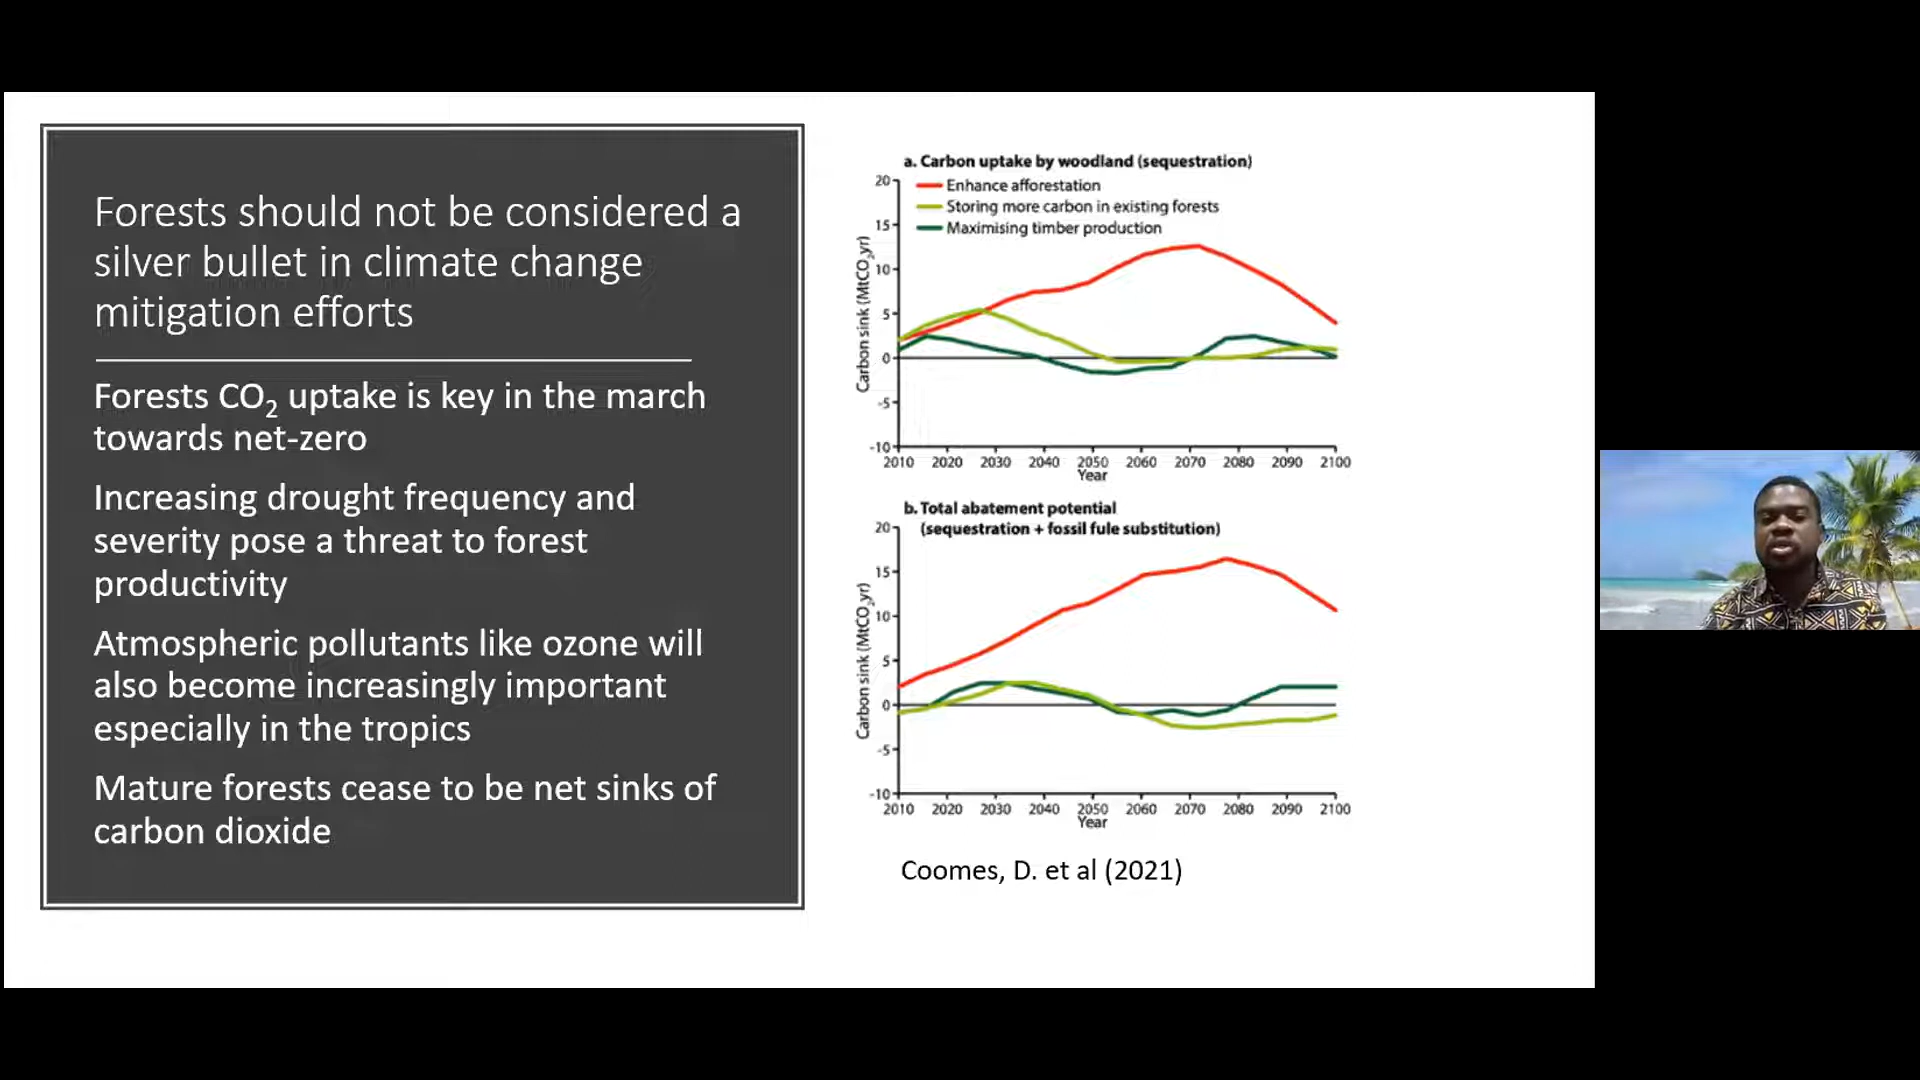 Forests should not be considered a
silver bullet in climate change
mitigation efforts
Forests CO₂ uptake is key in the march
towards net-zero
Increasing drought frequency and
severity pose a threat to forest
productivity
Atmospheric pollutants like ozone will
also become increasingly important
especially in the tropics
Mature forests cease to be net sinks of
carbon dioxide
a. Carbon uptake by woodland (sequestration)
Enhance afforestation
Storing more carbon in existing forests
Maximising timber production
Carbon sink (MtCO₂yr)
20
15
10
5
0
-5
-10
2010 2020 2030 2040 2050 2060 2070 2080 2090 2100
Year
b. Total abatement potential
(sequestration + fossil fule substitution)
Carbon sink (MtCO₂yr)
20
15
10
5
0
-5
-10
2010 2020 2030 2040 2050 2060 2070 2080 2090 2100
Year
Coomes, D. et al (2021)